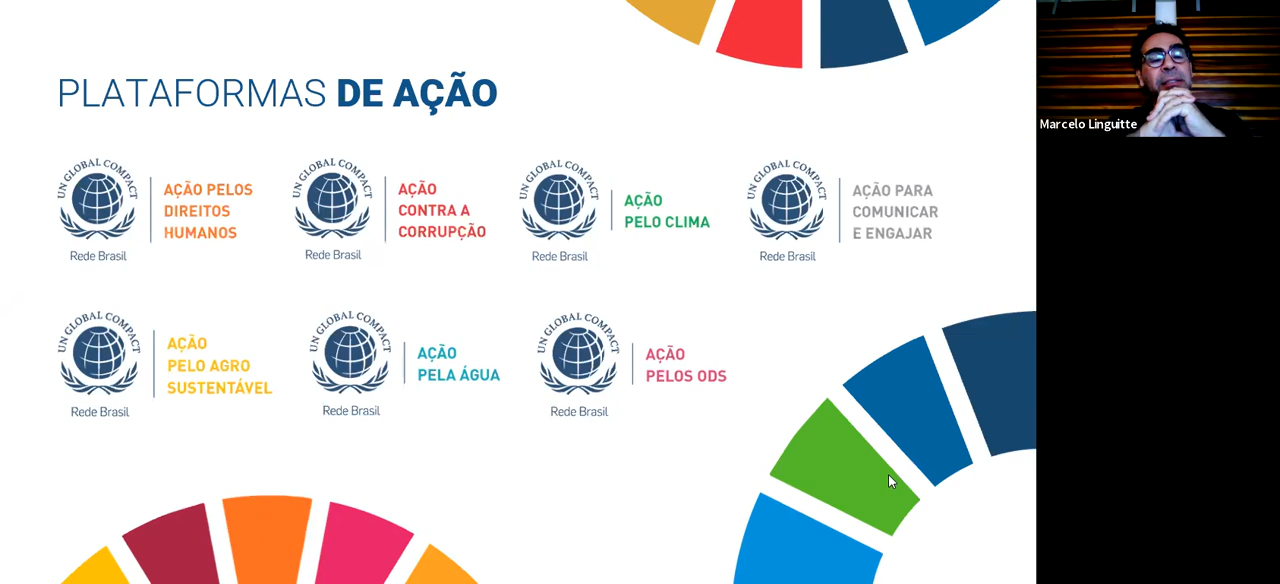 PLATAFORMAS DE AÇÃO
UN GLOBAL COMPACT
Rede Brasil
AÇÃO PELOS
DIREITOS
HUMANOS
UN GLOBAL COMPACT
Rede Brasil
AÇÃO
CONTRA A
CORRUPÇÃO
UN GLOBAL COMPACT
Rede Brasil
AÇÃO
PELO CLIMA
UN GLOBAL COMPACT
Rede Brasil
AÇÃO PARA
COMUNICAR
E ENGAJAR
UN GLOBAL COMPACT
Rede Brasil
AÇÃO
PELO AGRO
SUSTENTÁVEL
UN GLOBAL COMPACT
Rede Brasil
AÇÃO
PELA ÁGUA
UN GLOBAL COMPACT
Rede Brasil
AÇÃO
PELOS ODS
Marcelo Linguitte